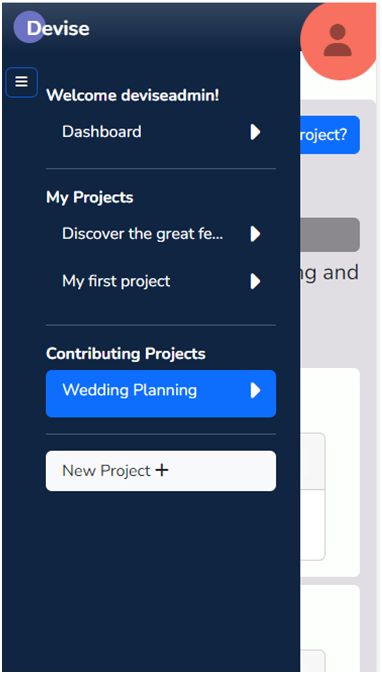 Devise
Welcome deviseadmin!
Dashboard
roject?
My Projects
Discover the great fe...
ng and
My first project
Contributing Projects
Wedding Planning
New Project +